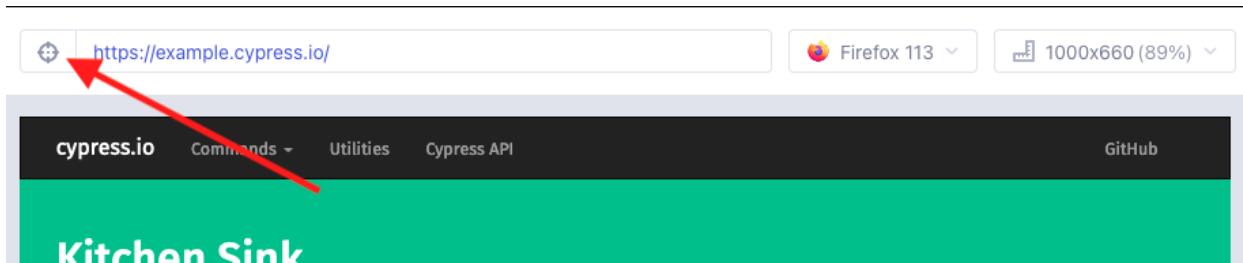 https://example.cypress.io/ Firefox 113 1000x660 (89%)
cypress.io Commands Utilities Cypress API GitHub
Kitchen Sink